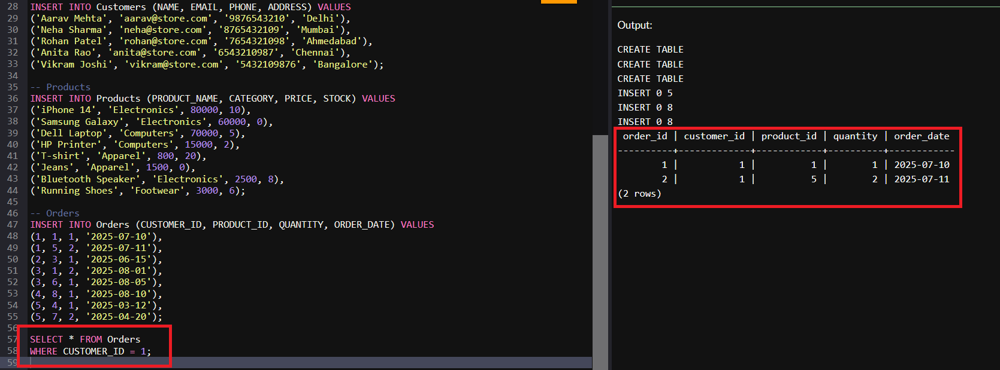 28 INSERT INTO Customers (NAME, EMAIL, PHONE, ADDRESS) VALUES
29 ('Aarav Mehta', 'aarav@store.com', '9876543210', 'Delhi'),
30 ('Neha Sharma', 'neha@store.com', '8765432109', 'Mumbai'),
31 ('Rohan Patel', 'rohan@store.com', '7654321098', 'Ahmedabad'),
32 ('Anita Rao', 'anita@store.com', '6543210987', 'Chennai'),
33 ('Vikram Joshi', 'vikram@store.com', '5432109876', 'Bangalore');
34
35 -- Products
36 INSERT INTO Products (PRODUCT_NAME, CATEGORY, PRICE, STOCK) VALUES
37 ('iPhone 14', 'Electronics', 80000, 10),
38 ('Samsung Galaxy', 'Electronics', 60000, 0),
39 ('Dell Laptop', 'Computers', 70000, 5),
40 ('HP Printer', 'Computers', 15000, 2),
41 ('T-shirt', 'Apparel', 800, 20),
42 ('Jeans', 'Apparel', 1500, 0),
43 ('Bluetooth Speaker', 'Electronics', 2500, 8),
44 ('Running Shoes', 'Footwear', 3000, 6);
45
46 -- Orders
47 INSERT INTO Orders (CUSTOMER_ID, PRODUCT_ID, QUANTITY, ORDER_DATE) VALUES
48 (1, 1, 1, '2025-07-10'),
49 (1, 5, 2, '2025-07-11'),
50 (2, 3, 1, '2025-06-15'),
51 (3, 1, 2, '2025-08-01'),
52 (3, 6, 1, '2025-08-05'),
53 (4, 8, 1, '2025-08-10'),
54 (5, 4, 1, '2025-03-12'),
55 (5, 7, 2, '2025-04-20');
56
57 SELECT * FROM Orders
58 WHERE CUSTOMER_ID = 1;
59
Output:
CREATE TABLE
CREATE TABLE
CREATE TABLE
INSERT 0 5
INSERT 0 8
INSERT 0 8
order_id | customer_id | product_id | quantity | order_date
----------+-------------+------------+----------+------------
1 | 1 | 1 | 1 | 2025-07-10
2 | 1 | 5 | 2 | 2025-07-11
(2 rows)